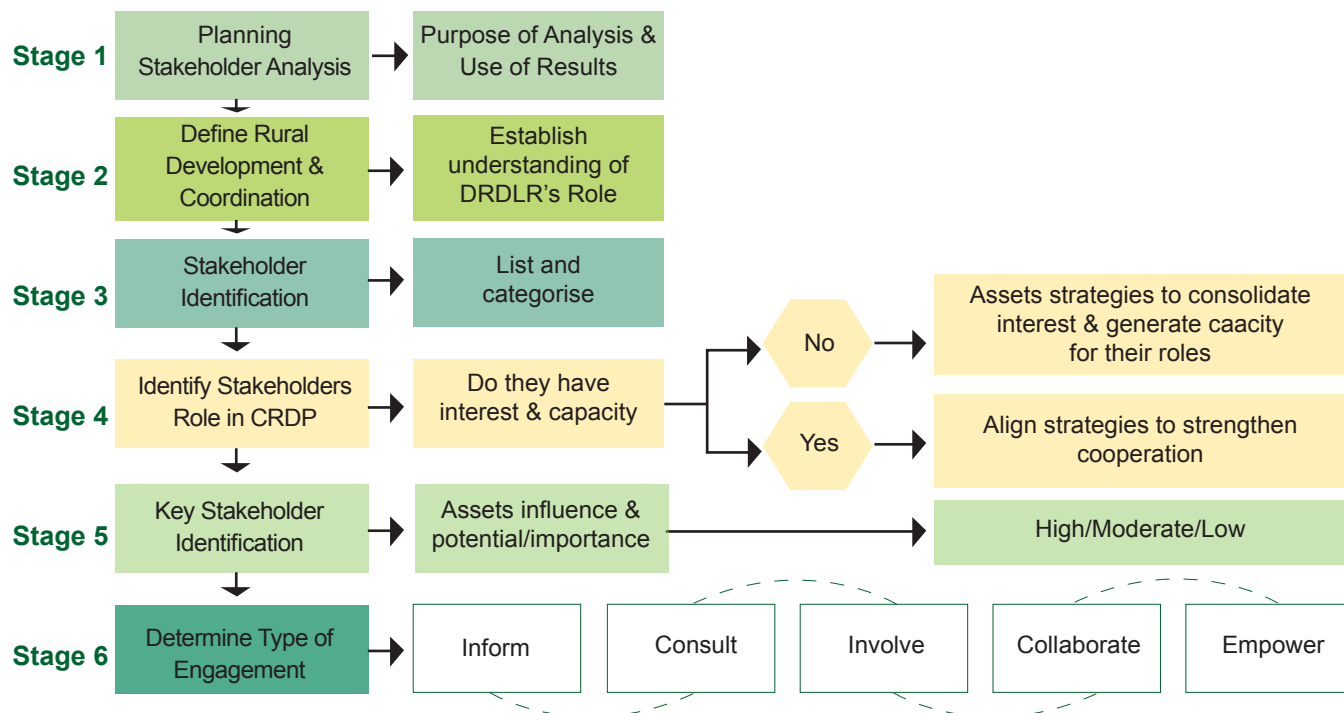 Stage 1
Planning
Stakeholder Analysis
Purpose of Analysis &
Use of Results
Stage 2
Define Rural
Development &
Coordination
Establish
understanding of
DRDLR's Role
Stage 3
Stakeholder
Identification
List and
categorise
Stage 4
Identify Stakeholders
Role in CRDP
Do they have
interest & capacity
No
Assets strategies to consolidate
interest & generate caacity
for their roles
Yes
Align strategies to strengthen
cooperation
Stage 5
Key Stakeholder
Identification
Assets influence &
potential/importance
High/Moderate/Low
Stage 6
Determine Type of
Engagement
Inform
Consult
Involve
Collaborate
Empower